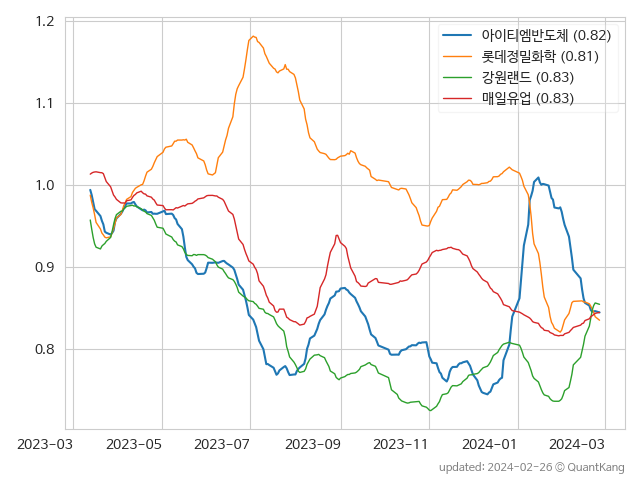 1.2
1.1
1.0
0.9
0.8
아이티엠반도체 (0.82)
롯데정밀화학 (0.81)
강원랜드 (0.83)
매일유업 (0.83)
2023-03 2023-05 2023-07 2023-09 2023-11 2024-01 2024-03
updated: 2024-02-26 © QuantKang